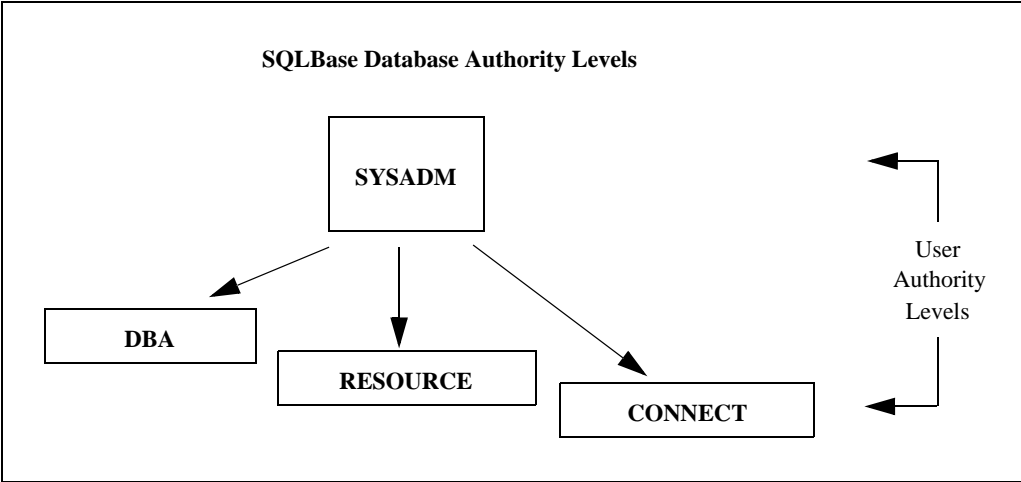 SQLBase Database Authority Levels
SYSADM
User
Authority
Levels
DBA
RESOURCE
CONNECT